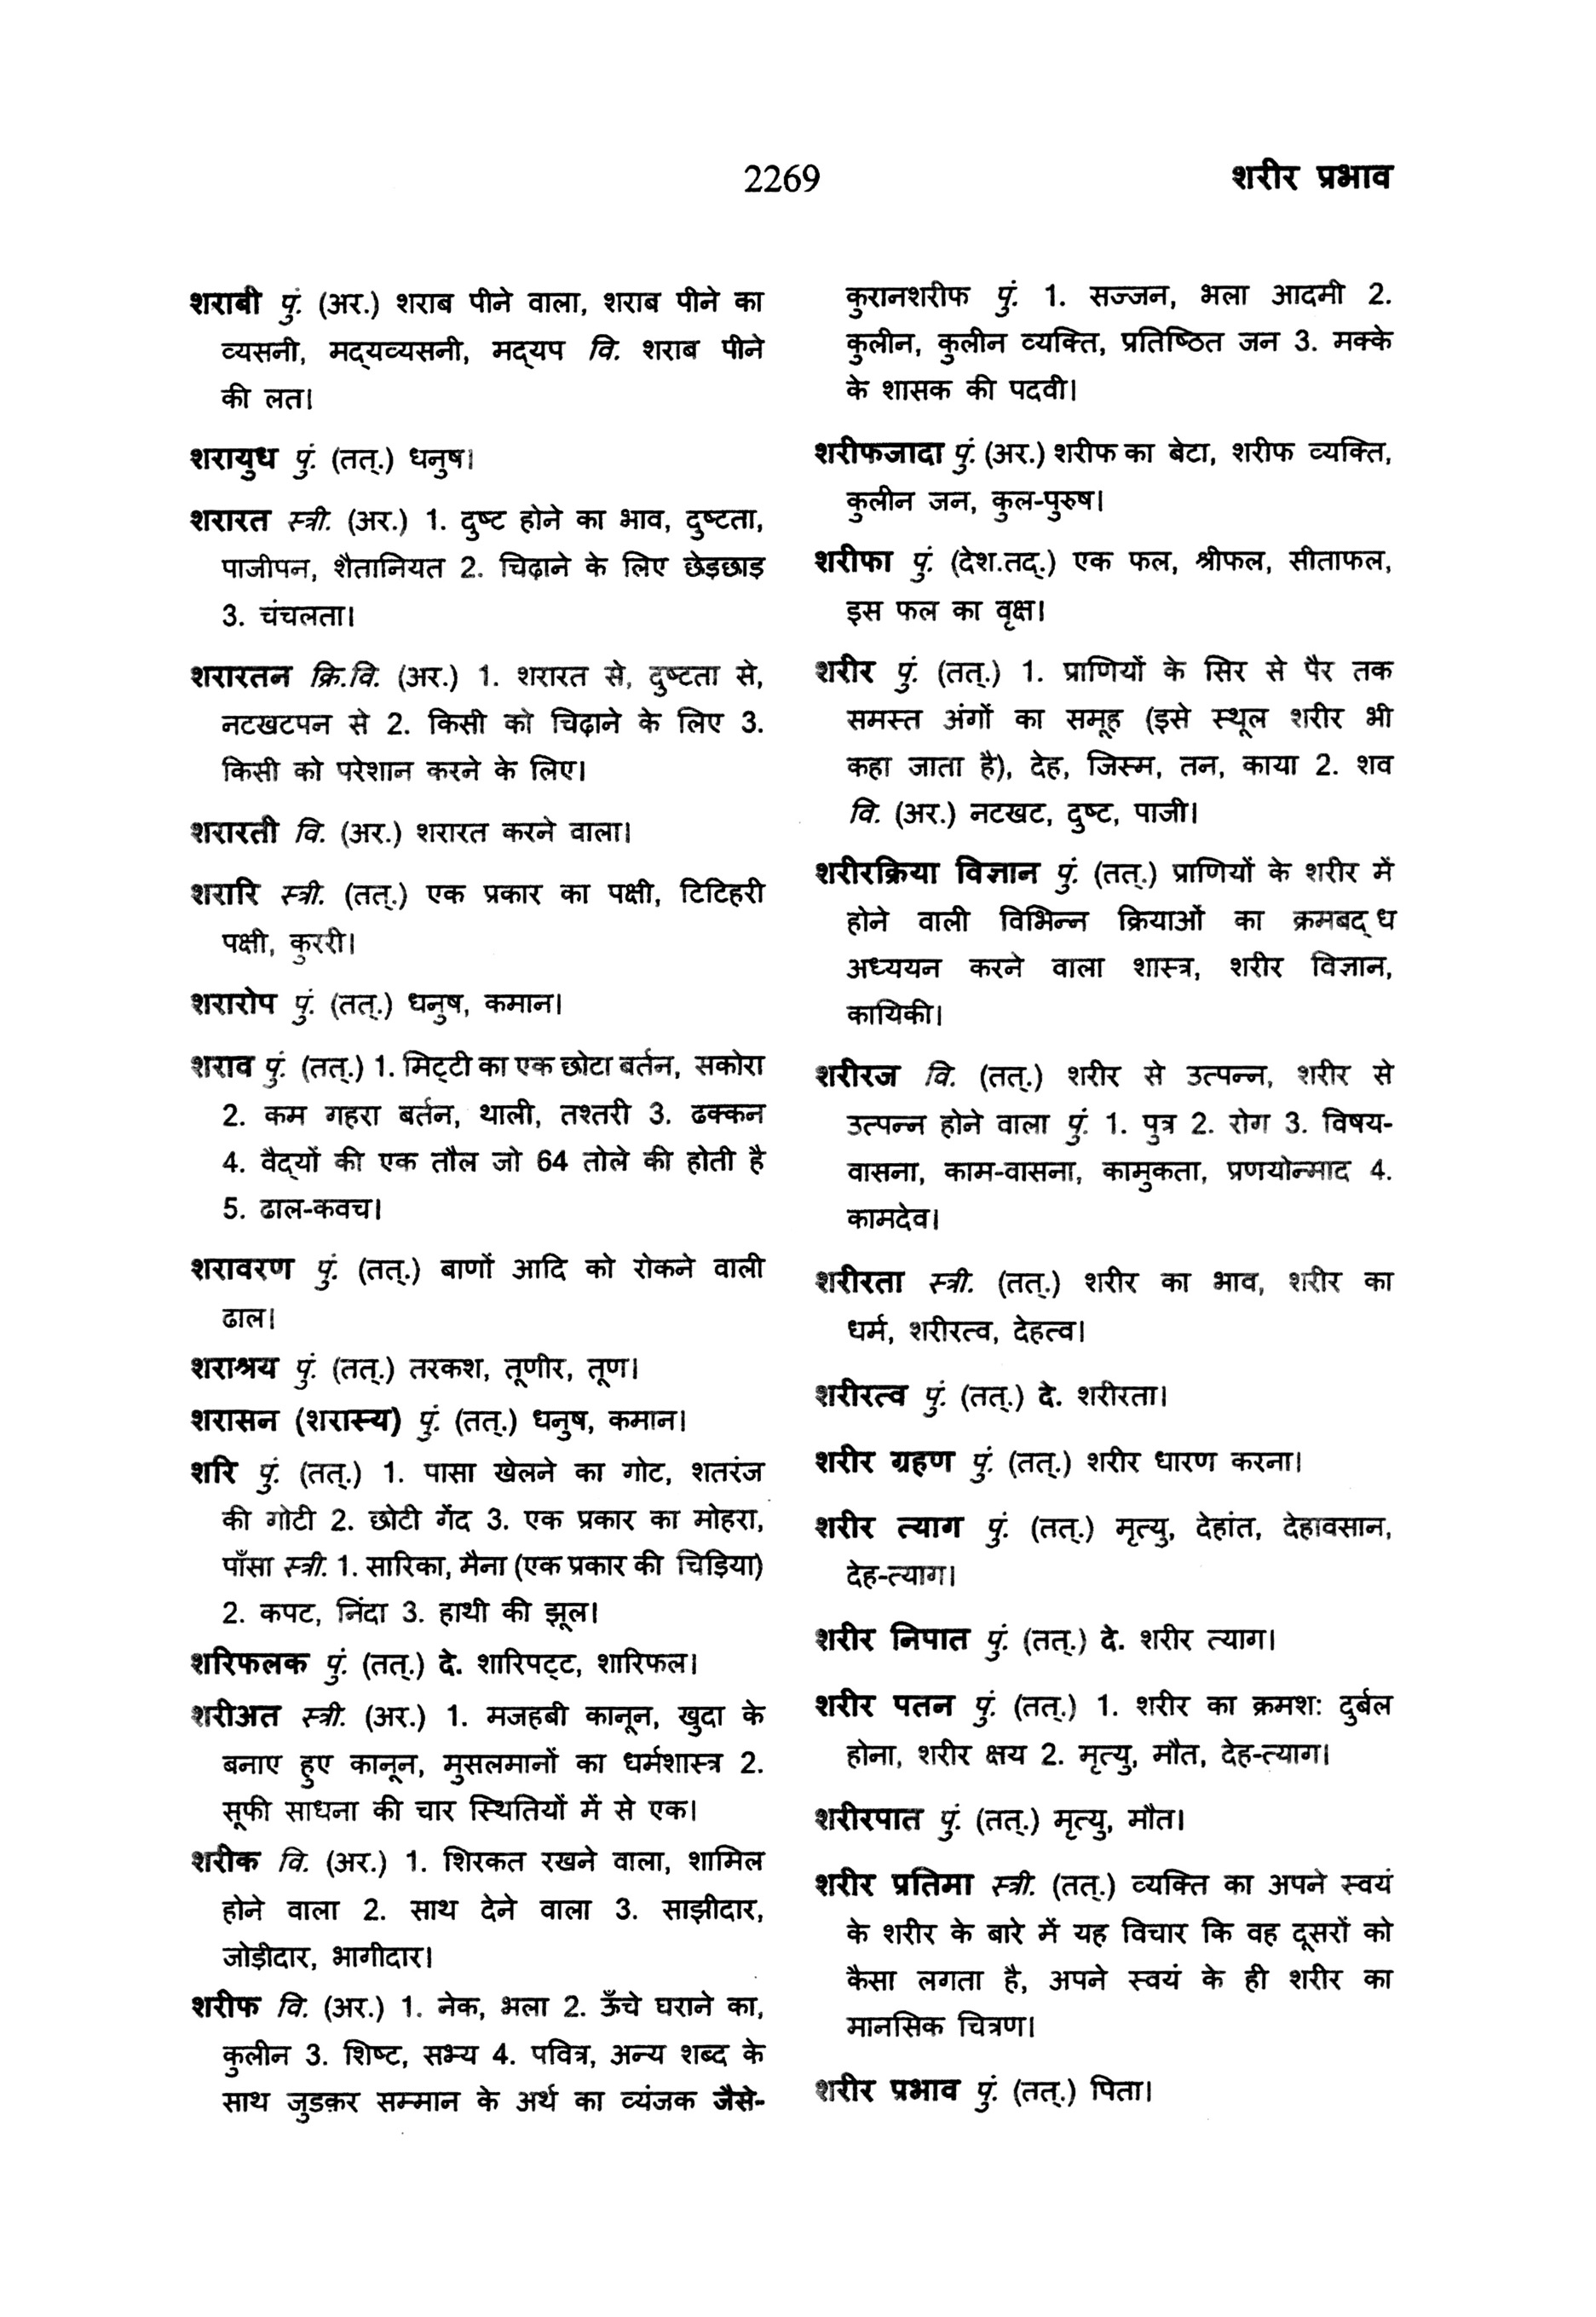 2269
शरीर प्रभाव
शराबी पुं. (अर.) शराब पीने वाला, शराब पीने का
व्यसनी, मद्‌यव्यसनी, मद्‌यप वि. शराब पीने
की लत।
शरायुध पुं. (तत्.) धनुष।
शरारत स्त्री. (अर.) 1. दुष्ट होने का भाव, दुष्टता,
पाजीपन, शैतानियत 2. चिढ़ाने के लिए छेड़छाड़
3. चंचलता।
शरारतन क्रि.वि. (अर.) 1. शरारत से, दुष्टता से,
नटखटपन से 2. किसी को चिढ़ाने के लिए 3.
किसी को परेशान करने के लिए।
शरारती वि. (अर.) शरारत करने वाला।
शरारि स्त्री. (तत्.) एक प्रकार का पक्षी, टिटिहरी
पक्षी, कुररी।
शरारोप पुं. (तत्.) धनुष, कमान।
शराव पुं. (तत्.) 1. मिट्‌टी का एक छोटा बर्तन, सकोरा
2. कम गहरा बर्तन, थाली, तश्तरी 3. ढक्कन
4. वैद्‌यों की एक तौल जो 64 तोले की होती है
5. ढाल-कवच।
शरावरण पुं. (तत्.) बाणों आदि को रोकने वाली
ढाल।
शराश्रय पुं. (तत्.) तरकश, तूणीर, तूण।
शरासन (शरास्य) पुं. (तत्.) धनुष, कमान।
शरि पुं. (तत्.) 1. पासा खेलने का गोट, शतरंज
की गोटी 2. छोटी गेंद 3. एक प्रकार का मोहरा,
पाँसा स्त्री. 1. सारिका, मैना (एक प्रकार की चिड़िया)
2. कपट, निंदा 3. हाथी की झूल।
शरिफलक पुं. (तत्.) दे. शारिपट्‌ट, शारिफल।
शरीअत स्त्री. (अर.) 1. मजहबी कानून, खुदा के
बनाए हुए कानून, मुसलमानों का धर्मशास्त्र 2.
सूफी साधना की चार स्थितियों में से एक।
शरीक वि. (अर.) 1. शिरकत रखने वाला, शामिल
होने वाला 2. साथ देने वाला 3. साझीदार,
जोड़ीदार, भागीदार।
शरीफ वि. (अर.) 1. नेक, भला 2. ऊँचे घराने का,
कुलीन 3. शिष्ट, सभ्य 4. पवित्र, अन्य शब्द के
साथ जुडक़र सम्मान के अर्थ का व्यंजक जैसे-
कुरानशरीफ पुं. 1. सज्जन, भला आदमी 2.
कुलीन, कुलीन व्यक्ति, प्रतिष्ठित जन 3. मक्के
के शासक की पदवी।
शरीफजादा पुं. (अर.) शरीफ का बेटा, शरीफ व्यक्ति,
कुलीन जन, कुल-पुरुष।
शरीफा पुं. (देश.तद्.) एक फल, श्रीफल, सीताफल,
इस फल का वृक्ष।
शरीर पुं. (तत्.) 1. प्राणियों के सिर से पैर तक
समस्त अंगों का समूह (इसे स्थूल शरीर भी
कहा जाता है), देह, जिस्म, तन, काया 2. शव
वि. (अर.) नटखट, दुष्ट, पाजी।
शरीरक्रिया विज्ञान पुं. (तत्.) प्राणियों के शरीर में
होने वाली विभिन्न क्रियाओं का क्रमबद्‌ध
अध्ययन करने वाला शास्त्र, शरीर विज्ञान,
कायिकी।
शरीरज वि. (तत्.) शरीर से उत्पन्न, शरीर से
उत्पन्न होने वाला पुं. 1. पुत्र 2. रोग 3. विषय-
वासना, काम-वासना, कामुकता, प्रणयोन्माद 4.
कामदेव।
शरीरता स्त्री. (तत्.) शरीर का भाव, शरीर का
धर्म, शरीरत्व, देहत्व।
शरीरत्व पुं. (तत्.) दे. शरीरता।
शरीर ग्रहण पुं. (तत्.) शरीर धारण करना।
शरीर त्याग पुं. (तत्.) मृत्यु, देहांत, देहावसान,
देह-त्याग।
शरीर निपात पुं. (तत्.) दे. शरीर त्याग।
शरीर पतन पुं. (तत्.) 1. शरीर का क्रमश: दुर्बल
होना, शरीर क्षय 2. मृत्यु, मौत, देह-त्याग।
शरीरपात पुं. (तत्.) मृत्यु, मौत।
शरीर प्रतिमा स्त्री. (तत्.) व्यक्ति का अपने स्वयं
के शरीर के बारे में यह विचार कि वह दूसरों को
कैसा लगता है, अपने स्वयं के ही शरीर का
मानसिक चित्रण।
शरीर प्रभाव पुं. (तत्.) पिता।